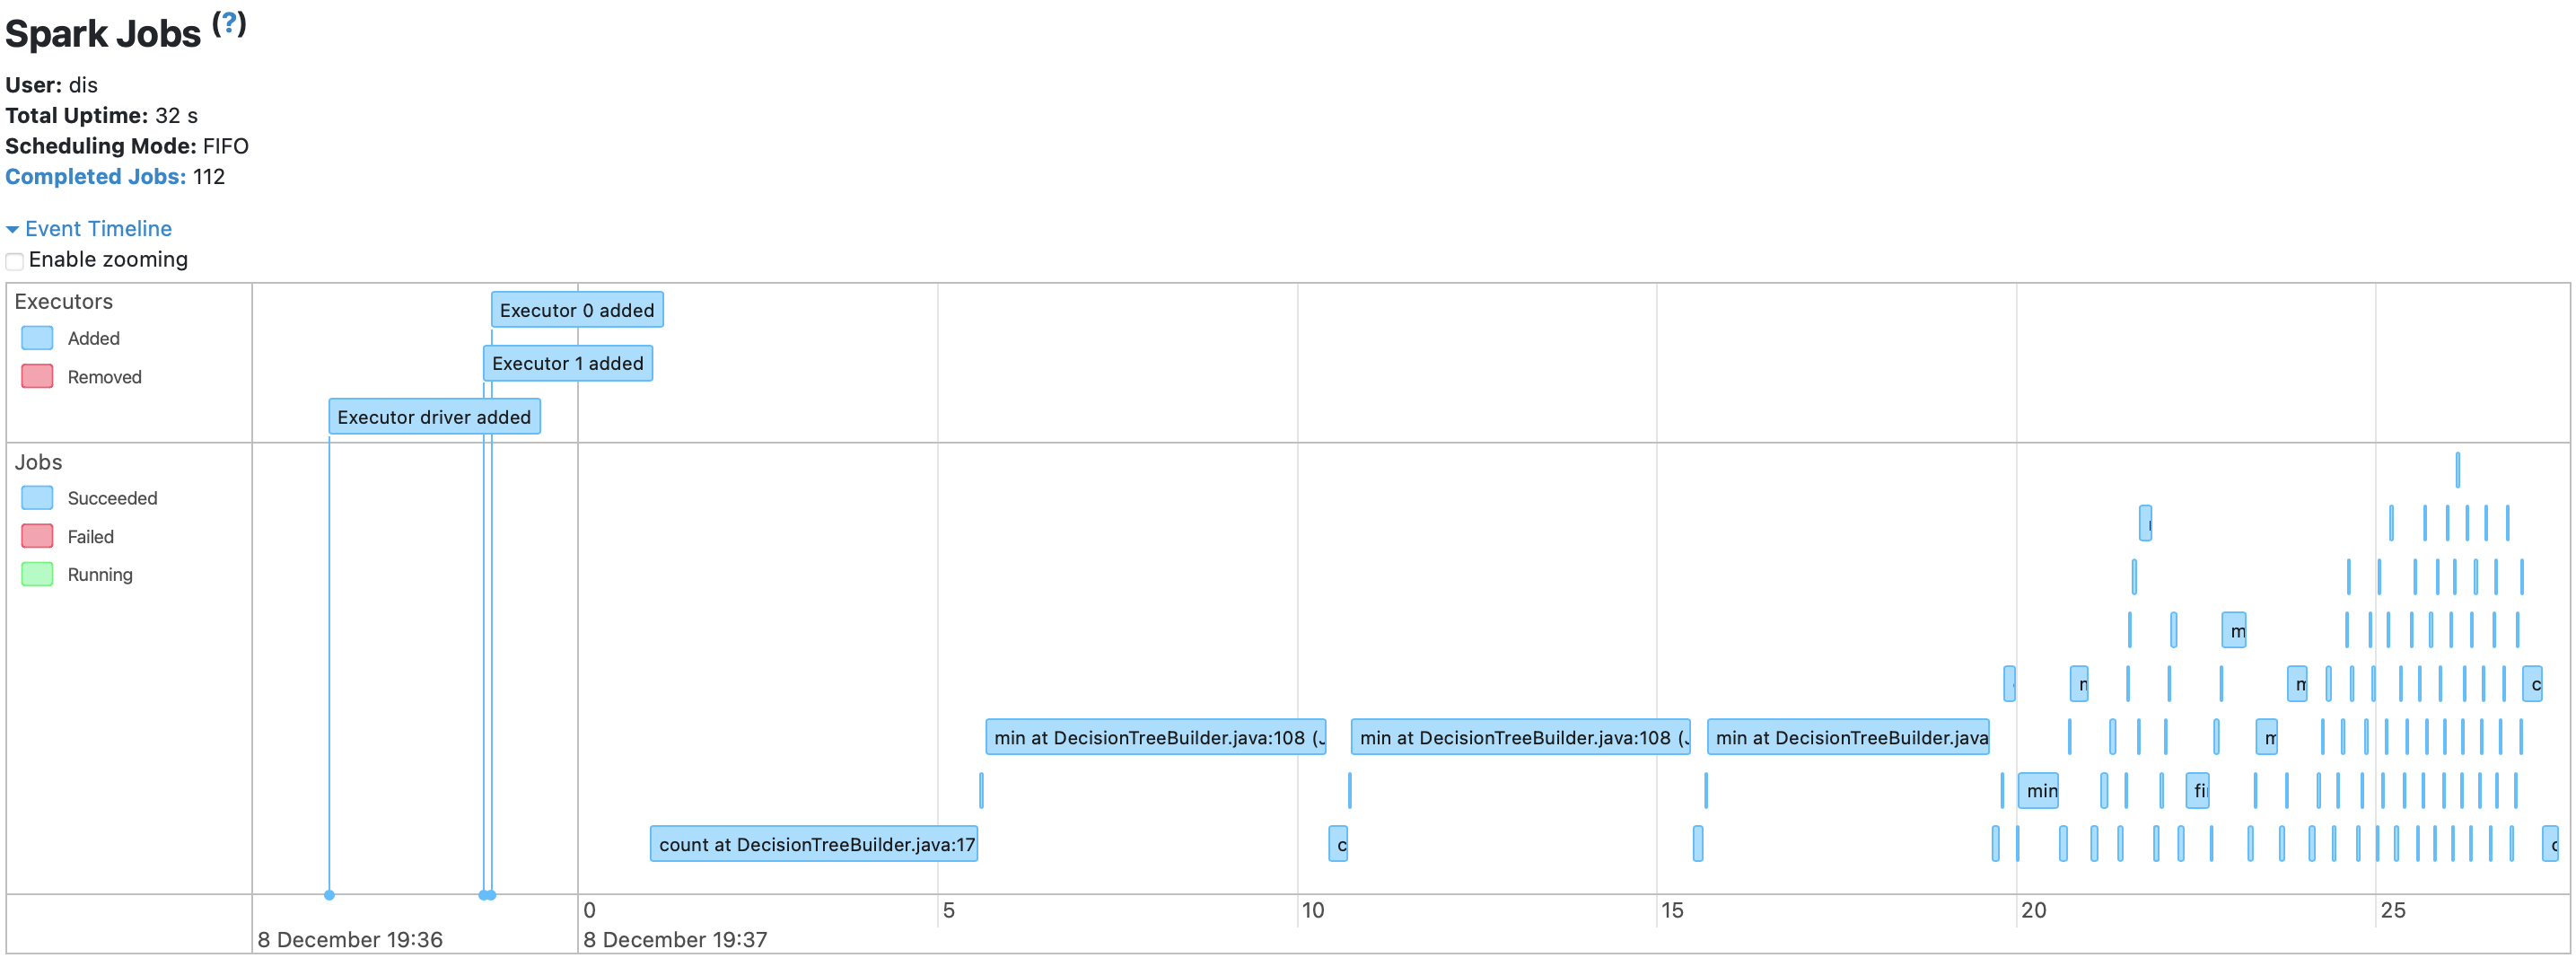 Spark Jobs (?)
User: dis
Total Uptime: 32 s
Scheduling Mode: FIFO
Completed Jobs: 112
Event Timeline
Enable zooming
Executors
Added
Removed
Executor 0 added
Executor 1 added
Executor driver added
Jobs
Succeeded
Failed
Running
m
m
c
min at DecisionTreeBuilder.java:108 (
min at DecisionTreeBuilder.java:108 (
min at DecisionTreeBuilder.java
m
min
fi
count at DecisionTreeBuilder.java:17
c
c
0 5 10 15 20 25
8 December 19:36 8 December 19:37